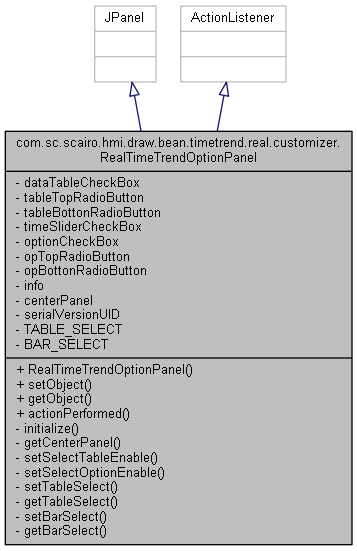 JPanel
ActionListener
com.sc.scairo.hmi.draw.bean.timetrend.real.customizer.
RealTimeTrendOptionPanel
- dataTableCheckBox
- tableTopRadioButton
- tableBottonRadioButton
- timeSliderCheckBox
- optionCheckBox
- opTopRadioButton
- opBottonRadioButton
- info
- centerPanel
- serialVersionUID
- TABLE_SELECT
- BAR_SELECT
+ RealTimeTrendOptionPanel()
+ setObject()
+ getObject()
+ actionPerformed()
- initialize()
- getCenterPanel()
- setSelectTableEnable()
- setSelectOptionEnable()
- setTableSelect()
- getTableSelect()
- setBarSelect()
- getBarSelect()